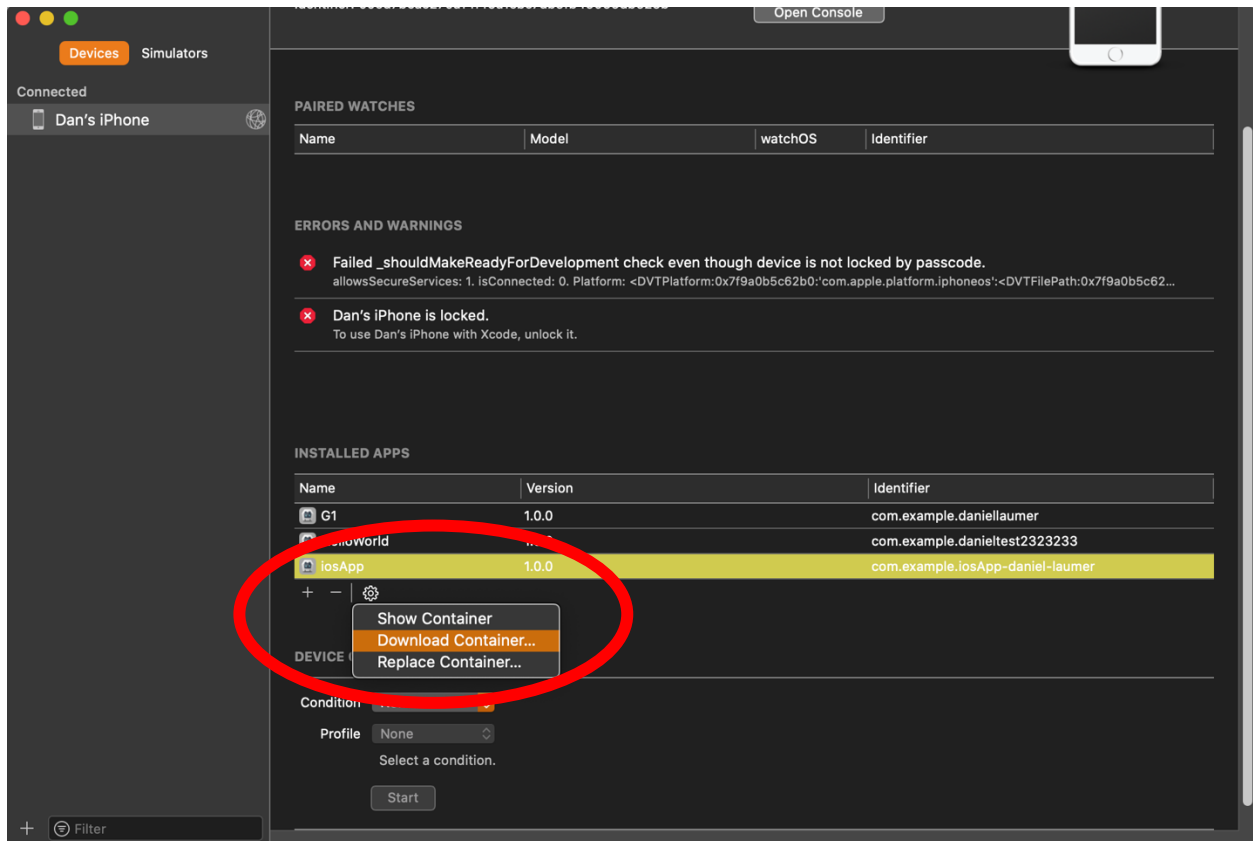 Open Console
Devices Simulators
Connected
Dan's iPhone
PAIRED WATCHES
Name Model watchOS Identifier
ERRORS AND WARNINGS
Failed _shouldMakeReadyForDevelopment check even though device is not locked by passcode.
allowsSecureServices: 1. isConnected: 0. Platform: <DVTPlatform:0x7f9a0b5c62b0:'com.apple.platform.iphoneos':<DVTFilePath:0x7f9a0b5c62...
Dan's iPhone is locked.
To use Dan's iPhone with Xcode, unlock it.
INSTALLED APPS
Name Version Identifier
G1 1.0.0 com.example.daniellaumer
com.example.danieltest2323233
iosApp 1.0.0 com.example.iosApp-daniel-laumer
+ −
Show Container
Download Container...
Replace Container...
DEVICE
Condition
Profile None
Select a condition.
Start
+ Filter